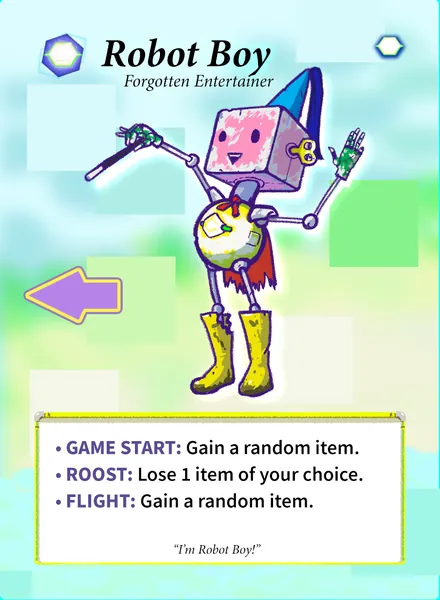 Robot Boy
Forgotten Entertainer
• GAME START: Gain a random item.
• ROOST: Lose 1 item of your choice.
• FLIGHT: Gain a random item.
“I’m Robot Boy!”